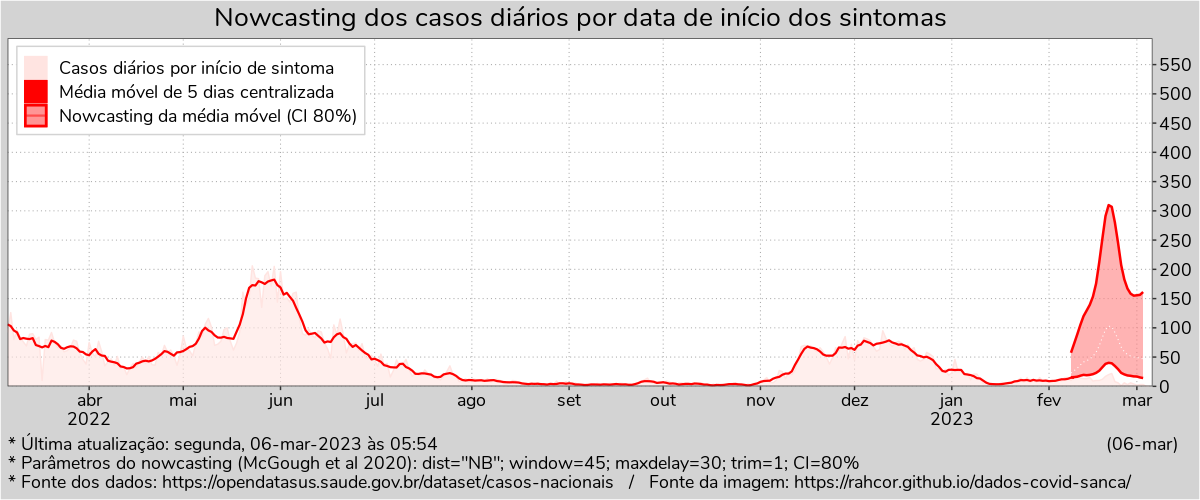 Nowcasting dos casos diários por data de início dos sintomas
Casos diários por início de sintoma
Média móvel de 5 dias centralizada
Nowcasting da média móvel (CI 80%)
550
500
450
400
350
300
250
200
150
100
50
0
abr mai jun jul ago set out nov dez jan fev mar
2022 2023
* Última atualização: segunda, 06-mar-2023 às 05:54 (06-mar)
* Parâmetros do nowcasting (McGough et al 2020): dist="NB"; window=45; maxdelay=30; trim=1; CI=80%
* Fonte dos dados: https://opendatasus.saude.gov.br/dataset/casos-nacionais / Fonte da imagem: https://rahcor.github.io/dados-covid-sanca/